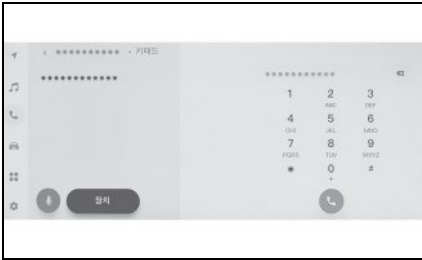 ‹ ●●●●●●●●●● · 키패드
●●●●●●●●●●●●
●●●●●●●●●●●
1 2 3
ABC DEF
4 5 6
GHI JKL MNO
7 8 9
PQRS TUV WXYZ
* 0 #
+
장치